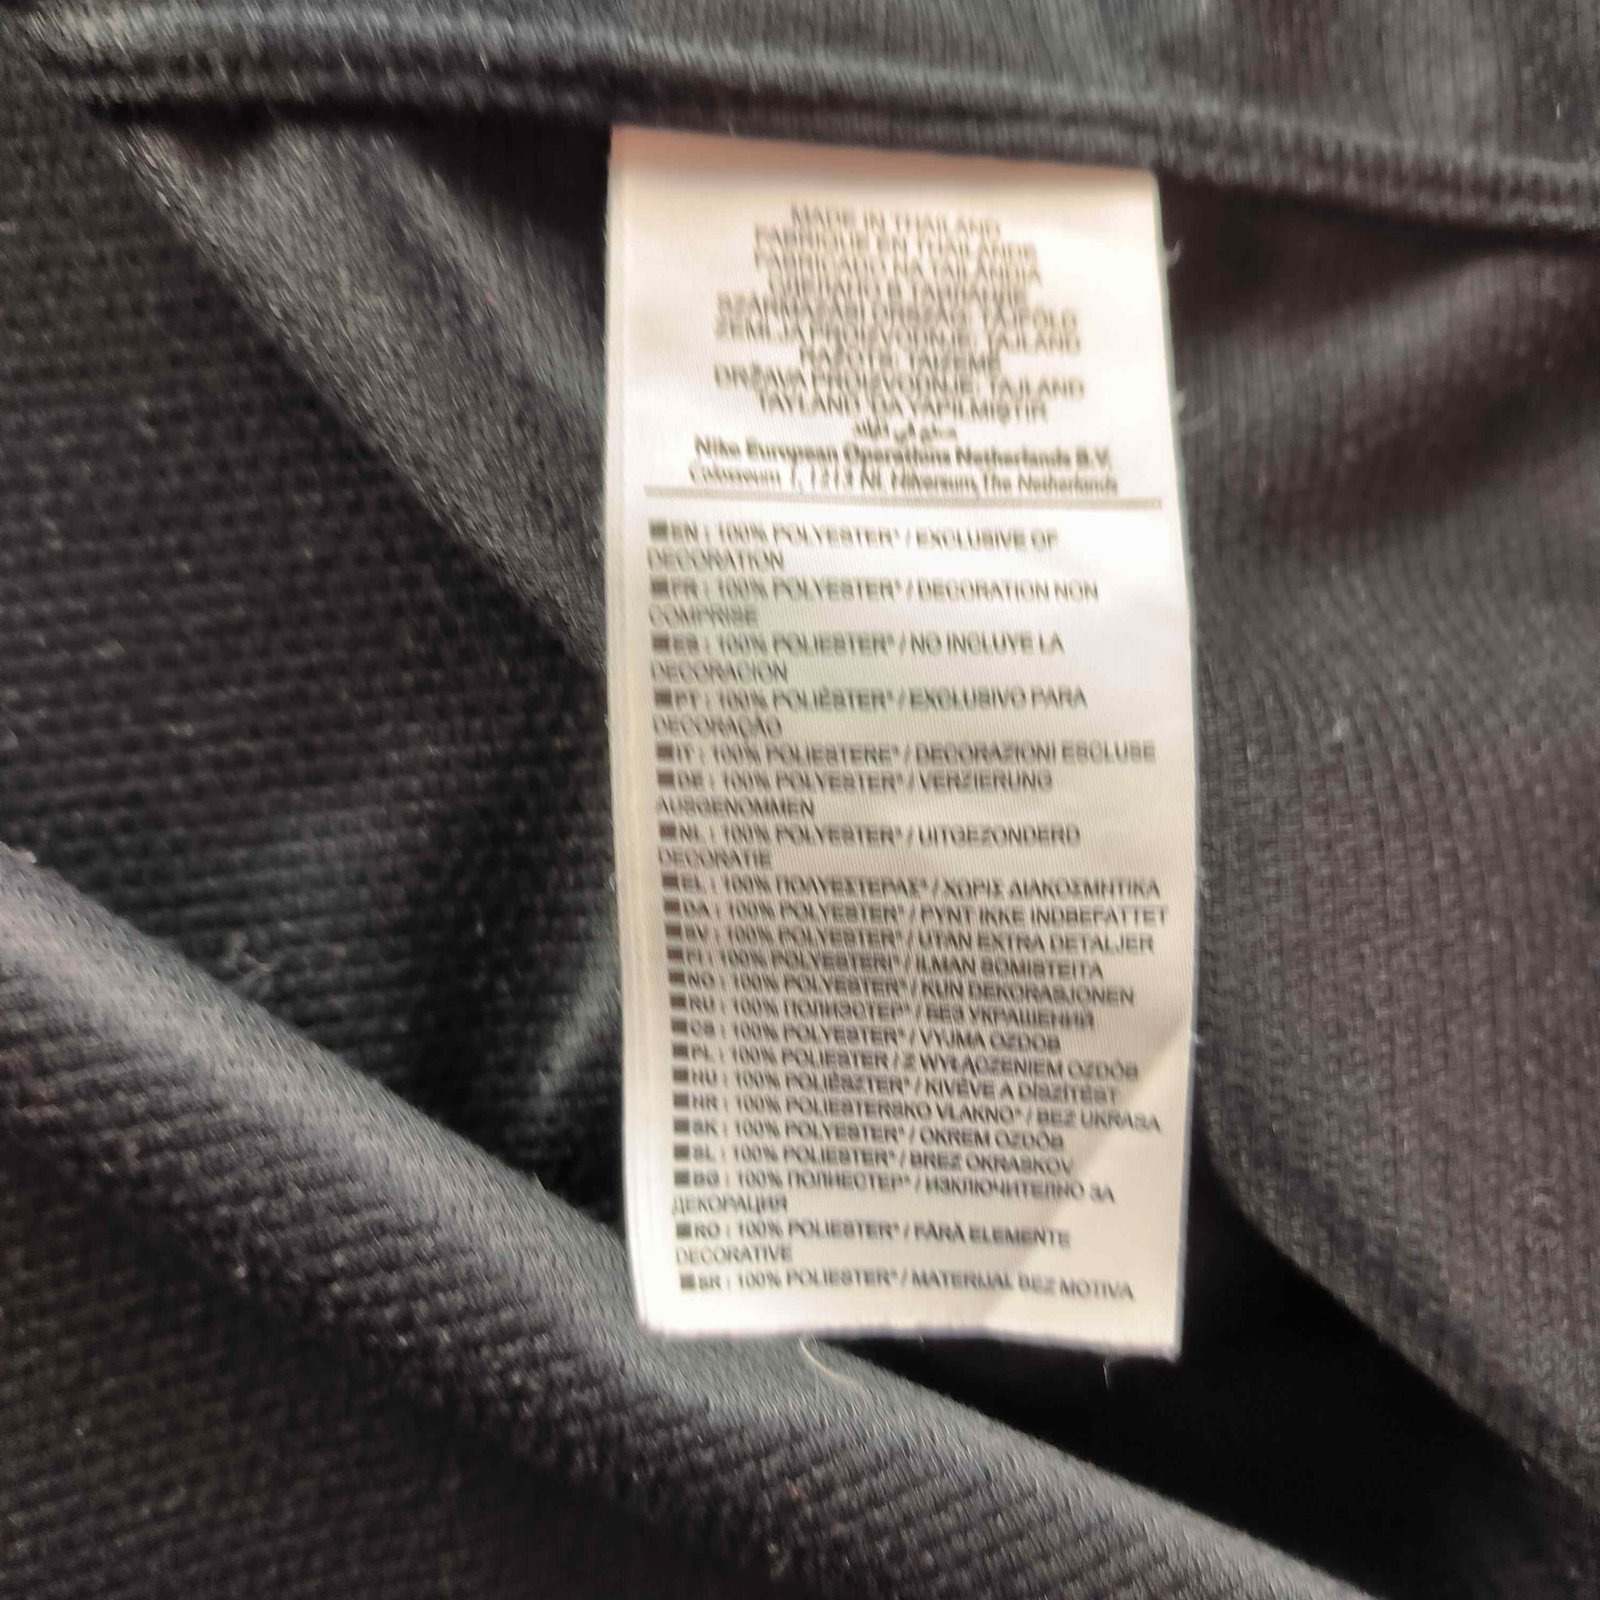 MADE IN THAILAND
FABRIQUÉ EN THAÏLANDE
FABRICADO NA TAILÂNDIA
SZÁRMAZÁSI ORSZÁG: TAJFÖLD
ZEMLJA PROIZVODNJE: TAJLAND
RAŽOTS: TAIZEME
DRŽAVA PROIZVODNJE: TAJLAND
TAYLAND 'DA YAPILMIŞTIR
Nike European Operations Netherlands B.V.
Colosseum 1, 1213 NL Hilversum, The Netherlands
EN : 100% POLYESTER* / EXCLUSIVE OF
DECORATION
FR : 100% POLYESTER* / DECORATION NON
COMPRISE
ES : 100% POLIESTER* / NO INCLUYE LA
DECORACION
PT : 100% POLIÉSTER* / EXCLUSIVO PARA
DECORAÇÃO
IT : 100% POLIESTERE* / DECORAZIONI ESCLUSE
DE : 100% POLYESTER* / VERZIERUNG
AUSGENOMMEN
NL : 100% POLYESTER* / UITGEZONDERD
DECORATIE
EL : 100% ΠΟΛΥΕΣΤΕΡΑΣ* / ΧΩΡΙΣ ΔΙΑΚΟΣΜΗΤΙΚΑ
DA : 100% POLYESTER* / PYNT IKKE INDBEFATTET
SV : 100% POLYESTER* / UTAN EXTRA DETALJER
FI : 100% POLYESTERI* / ILMAN SOMISTEITA
NO : 100% POLYESTER* / KUN DEKORASJONEN
RU : 100% ПОЛИЭСТЕР* / БЕЗ УКРАШЕНИЙ
CS : 100% POLYESTER* / VYJMA OZDOB
PL : 100% POLIESTER / Z WYŁĄCZENIEM OZDÓB
HU : 100% POLIÉSZTER* / KIVÉVE A DÍSZÍTÉST
HR : 100% POLIESTERSKO VLAKNO* / BEZ UKRASA
SK : 100% POLYESTER* / OKREM OZDÔB
SL : 100% POLIESTER* / BREZ OKRASKOV
BG : 100% ПОЛИЕСТЕР* / ИЗКЛЮЧИТЕЛНО ЗА
ДЕКОРАЦИЯ
RO : 100% POLIESTER* / FĂRĂ ELEMENTE
DECORATIVE
SR : 100% POLIESTER* / MATERIJAL BEZ MOTIVA